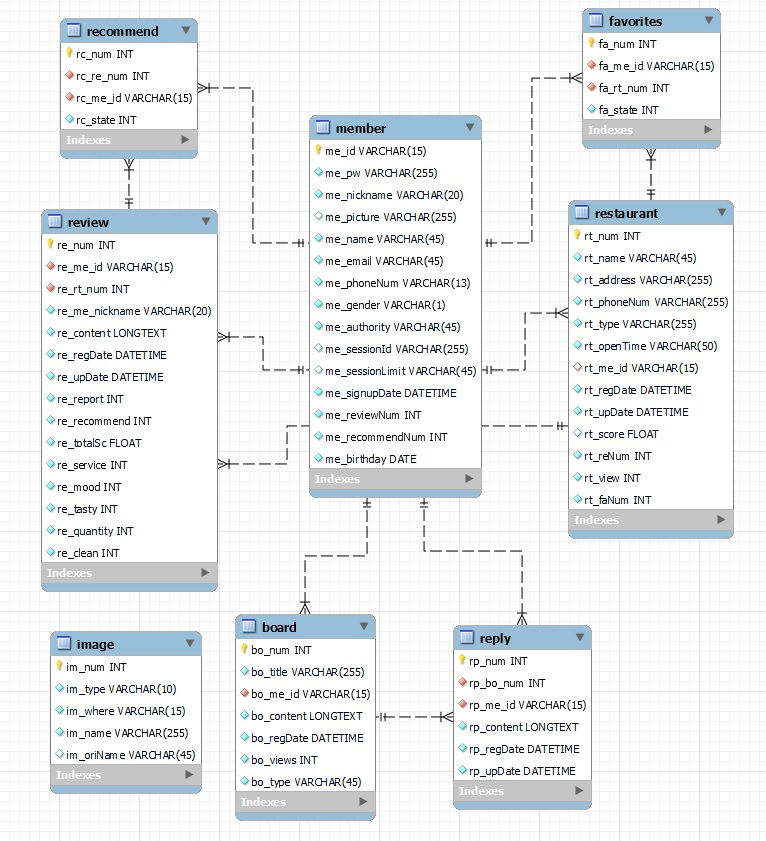 recommend
rc_num INT
rc_re_num INT
rc_me_id VARCHAR(15)
rc_state INT
Indexes
favorites
fa_num INT
fa_me_id VARCHAR(15)
fa_rt_num INT
fa_state INT
Indexes
member
me_id VARCHAR(15)
me_pw VARCHAR(255)
me_nickname VARCHAR(20)
me_picture VARCHAR(255)
me_name VARCHAR(45)
me_email VARCHAR(45)
me_phoneNum VARCHAR(13)
me_gender VARCHAR(1)
me_authority VARCHAR(45)
me_sessionId VARCHAR(255)
me_sessionLimit VARCHAR(45)
me_signupDate DATETIME
me_reviewNum INT
me_recommendNum INT
me_birthday DATE
Indexes
review
re_num INT
re_me_id VARCHAR(15)
re_rt_num INT
re_me_nickname VARCHAR(20)
re_content LONGTEXT
re_regDate DATETIME
re_upDate DATETIME
re_report INT
re_recommend INT
re_totalSc FLOAT
re_service INT
re_mood INT
re_tasty INT
re_quantity INT
re_clean INT
Indexes
restaurant
rt_num INT
rt_name VARCHAR(45)
rt_address VARCHAR(255)
rt_phoneNum VARCHAR(255)
rt_type VARCHAR(255)
rt_openTime VARCHAR(50)
rt_me_id VARCHAR(15)
rt_regDate DATETIME
rt_upDate DATETIME
rt_score FLOAT
rt_reNum INT
rt_view INT
rt_faNum INT
Indexes
image
im_num INT
im_type VARCHAR(10)
im_where VARCHAR(15)
im_name VARCHAR(255)
im_oriName VARCHAR(45)
Indexes
board
bo_num INT
bo_title VARCHAR(255)
bo_me_id VARCHAR(15)
bo_content LONGTEXT
bo_regDate DATETIME
bo_views INT
bo_type VARCHAR(45)
Indexes
reply
rp_num INT
rp_bo_num INT
rp_me_id VARCHAR(15)
rp_content LONGTEXT
rp_regDate DATETIME
rp_upDate DATETIME
Indexes